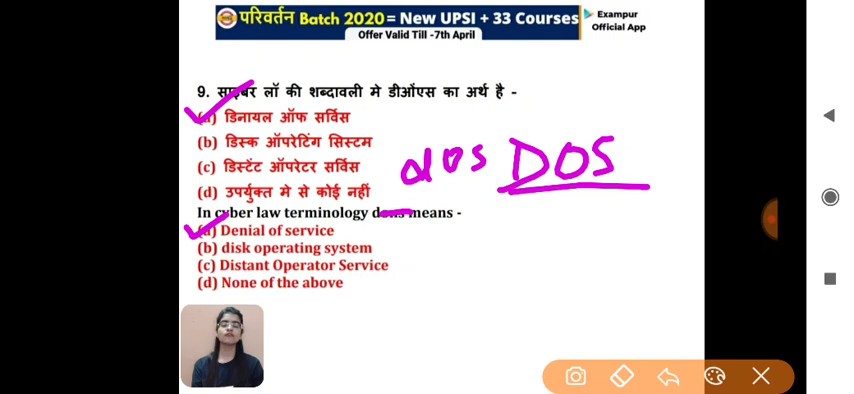 परिवर्तन Batch 2020 = New UPSI + 33 Courses
Offer Valid Till -7th April
Exampur
Official App
9. साइबर लॉ की शब्दावली मे डीओंएस का अर्थ है -
(a) डिनायल ऑफ सर्विस
(b) डिस्क ऑपरेटिंग सिस्टम
(c) डिस्टेंट ऑपरेटर सर्विस
(d) उपर्युक्त मे से कोई नहीं
dos DOS
In cyber law terminology dons means -
(a) Denial of service
(b) disk operating system
(c) Distant Operator Service
(d) None of the above